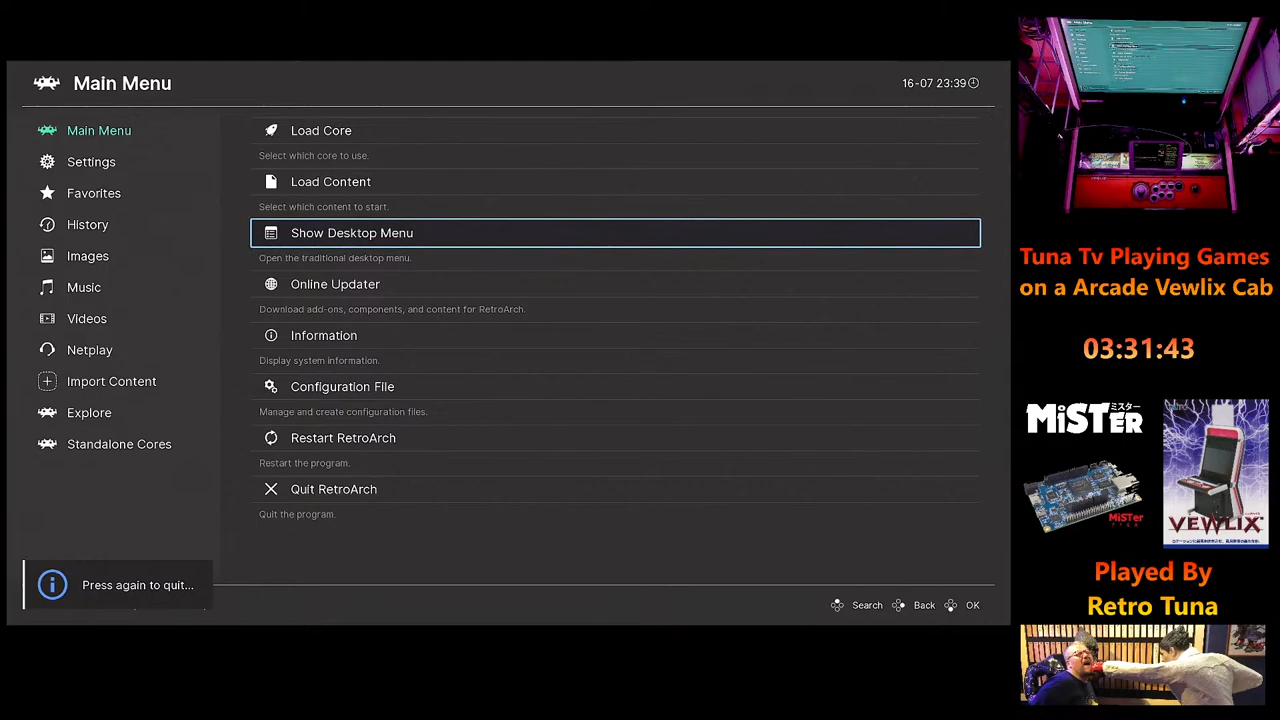 Main Menu
16-07 23:39
Main Menu
Settings
Favorites
History
Images
Music
Videos
Netplay
Import Content
Explore
Standalone Cores
Load Core
Select which core to use.
Load Content
Select which content to start.
Show Desktop Menu
Open the traditional desktop menu.
Online Updater
Download add-ons, components, and content for RetroArch.
Information
Display system information.
Configuration File
Manage and create configuration files.
Restart RetroArch
Restart the program.
Quit RetroArch
Quit the program.
Press again to quit...
Search
Back
OK
Tuna Tv Playing Games
on a Arcade Vewlix Cab
03:31:43
MiSTer
ミスター
MiSTer
VEWLIX
Played By
Retro Tuna